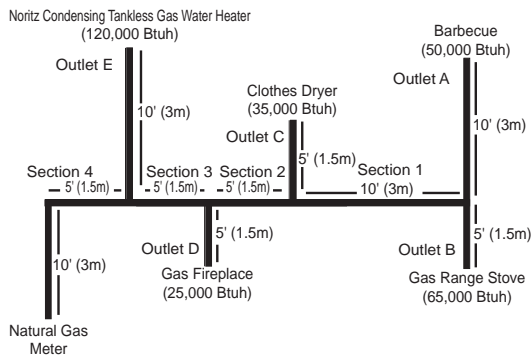 Noritz Condensing Tankless Gas Water Heater
(120,000 Btuh)
Barbecue
(50,000 Btuh)
Outlet E
Outlet A
Clothes Dryer
(35,000 Btuh)
10' (3m)
Outlet C
10' (3m)
Section 4
Section 3
Section 2
5' (1.5m)
Section 1
5' (1.5m)
5' (1.5m)
5' (1.5m)
10' (3m)
5' (1.5m)
5' (1.5m)
Outlet D
Outlet B
10' (3m)
Gas Fireplace
(25,000 Btuh)
Gas Range Stove
(65,000 Btuh)
Natural Gas
Meter